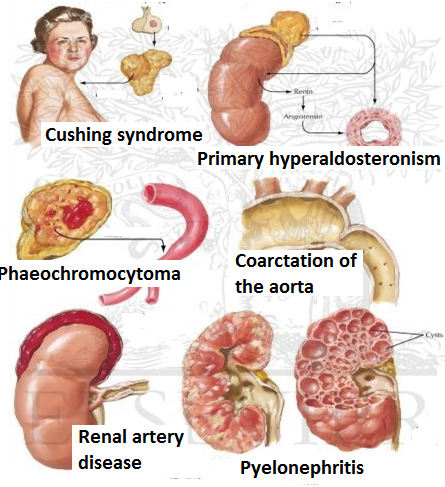 Cushing syndrome
Renin
Angiotensin
Primary hyperaldosteronism
Phaeochromocytoma
Coarctation of
the aorta
Cysts
Renal artery
disease
Pyelonephritis